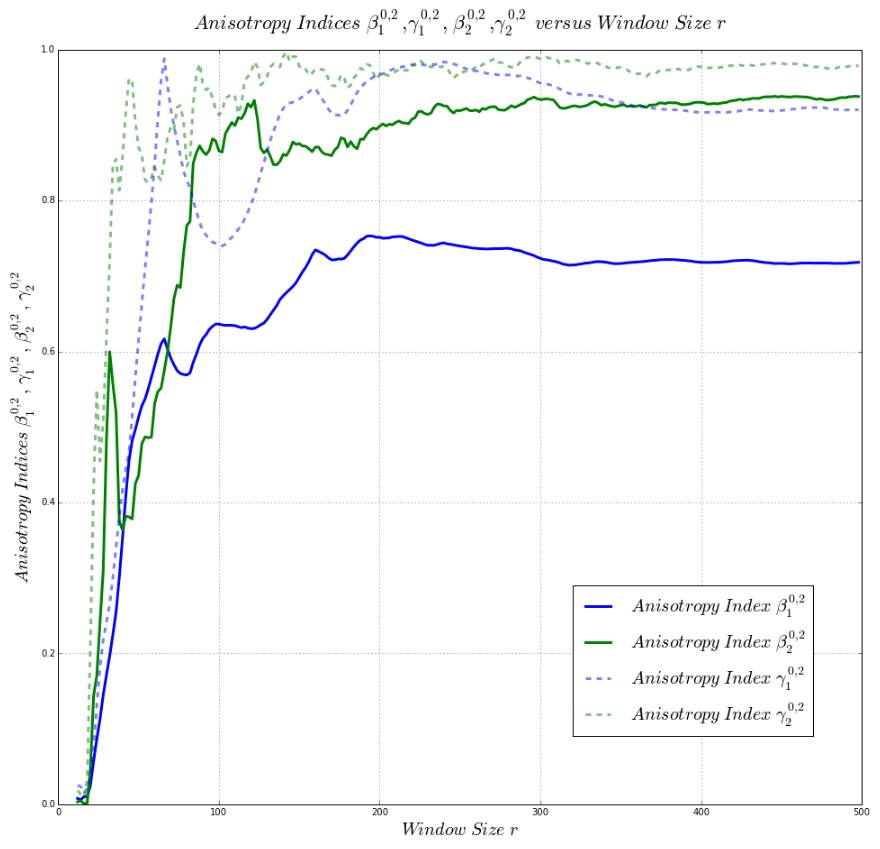 Anisotropy Indices β₁^{0,2} ,γ₁^{0,2} , β₂^{0,2} ,γ₂^{0,2} versus Window Size r
Anisotropy Indices β₁^{0,2} , γ₁^{0,2} , β₂^{0,2} , γ₂^{0,2}
1.0
0.8
0.6
0.4
0.2
0.0
Anisotropy Index β₁^{0,2}
Anisotropy Index β₂^{0,2}
Anisotropy Index γ₁^{0,2}
Anisotropy Index γ₂^{0,2}
0 100 200 300 400 500
Window Size r